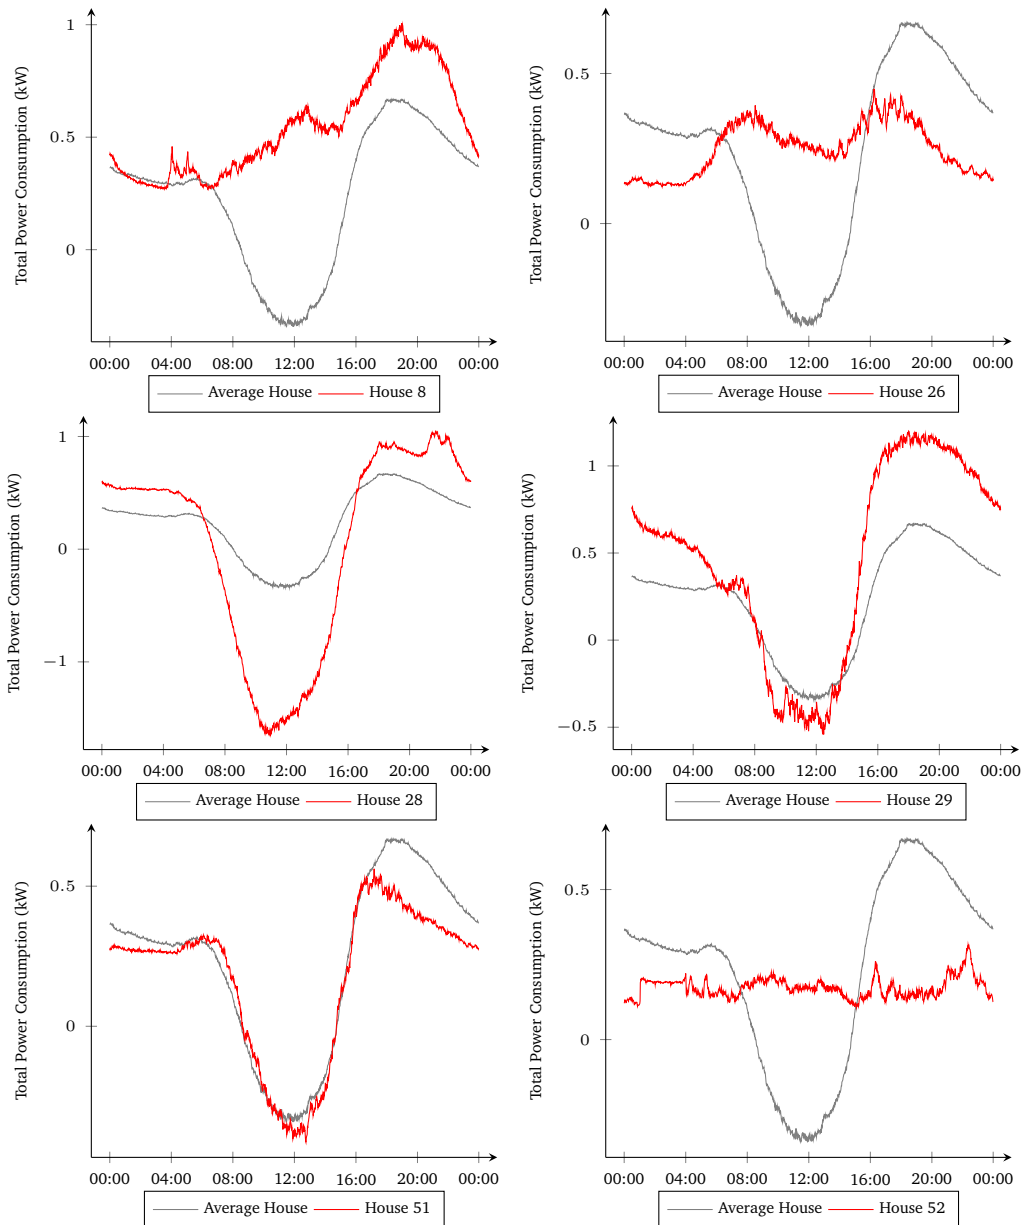 Total Power Consumption (kW)
1
0.5
0
00:00 04:00 08:00 12:00 16:00 20:00 00:00
Average House House 8
Total Power Consumption (kW)
0.5
0
00:00 04:00 08:00 12:00 16:00 20:00 00:00
Average House House 26
Total Power Consumption (kW)
1
0
−1
00:00 04:00 08:00 12:00 16:00 20:00 00:00
Average House House 28
Total Power Consumption (kW)
1
0.5
0
−0.5
00:00 04:00 08:00 12:00 16:00 20:00 00:00
Average House House 29
Total Power Consumption (kW)
0.5
0
00:00 04:00 08:00 12:00 16:00 20:00 00:00
Average House House 51
Total Power Consumption (kW)
0.5
0
00:00 04:00 08:00 12:00 16:00 20:00 00:00
Average House House 52